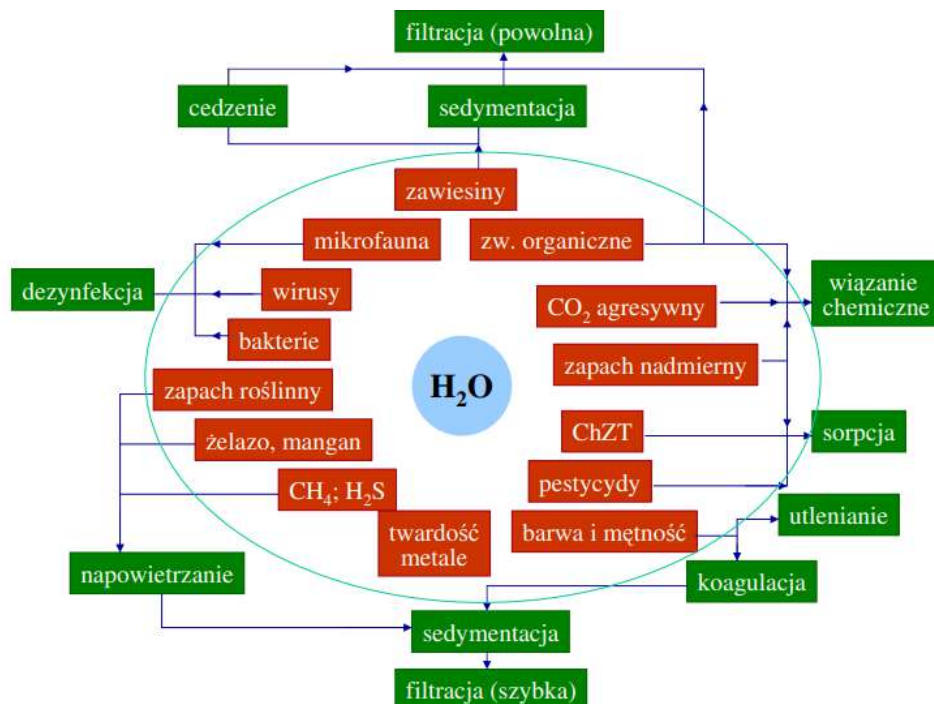 filtracja (powolna)
cedzenie
sedymentacja
zawiesiny
mikrofauna
zw. organiczne
dezynfekcja
wirusy
CO₂ agresywny
wiązanie
chemiczne
bakterie
zapach nadmierny
zapach roślinny
H₂O
żelazo, mangan
ChZT
sorpcja
CH₄; H₂S
pestycydy
twardość
metale
barwa i mętność
utlenianie
napowietrzanie
koagulacja
sedymentacja
filtracja (szybka)